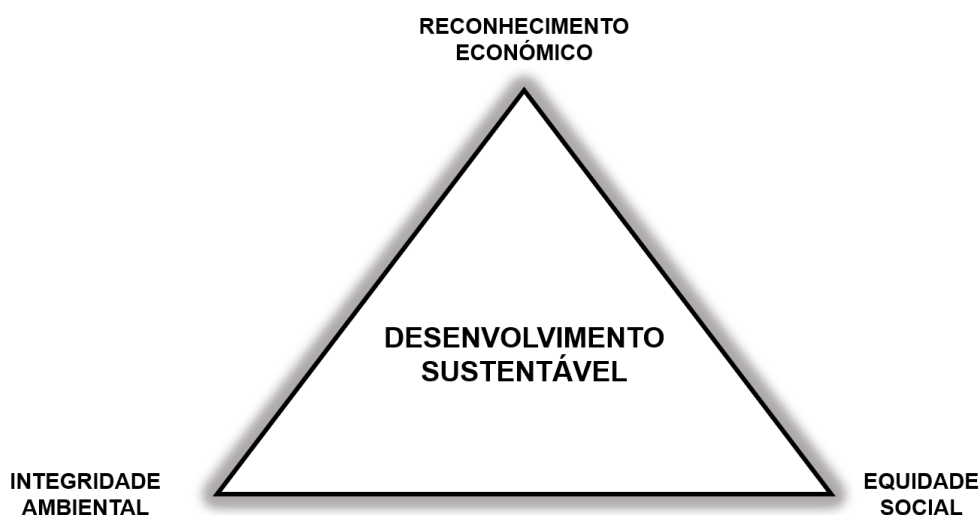 RECONHECIMENTO
ECONÓMICO
DESENVOLVIMENTO
SUSTENTÁVEL
INTEGRIDADE
AMBIENTAL
EQUIDADE
SOCIAL